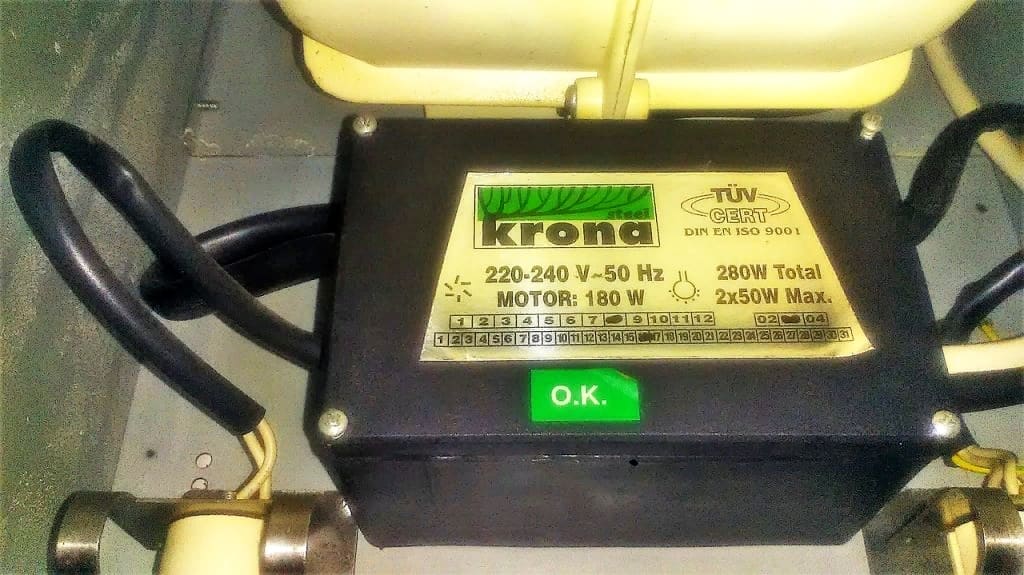 steel
krona
TÜV
CERT
DIN EN ISO 9001
220-240 V~50 Hz
MOTOR: 180 W
280W Total
2x50W Max.
1 2 3 4 5 6 7 9 10 11 12
02 04
1 2 3 4 5 6 7 8 9 10 11 12 13 14 15 17 18 19 20 21 22 23 24 25 26 27 28 29 30 31
O.K.